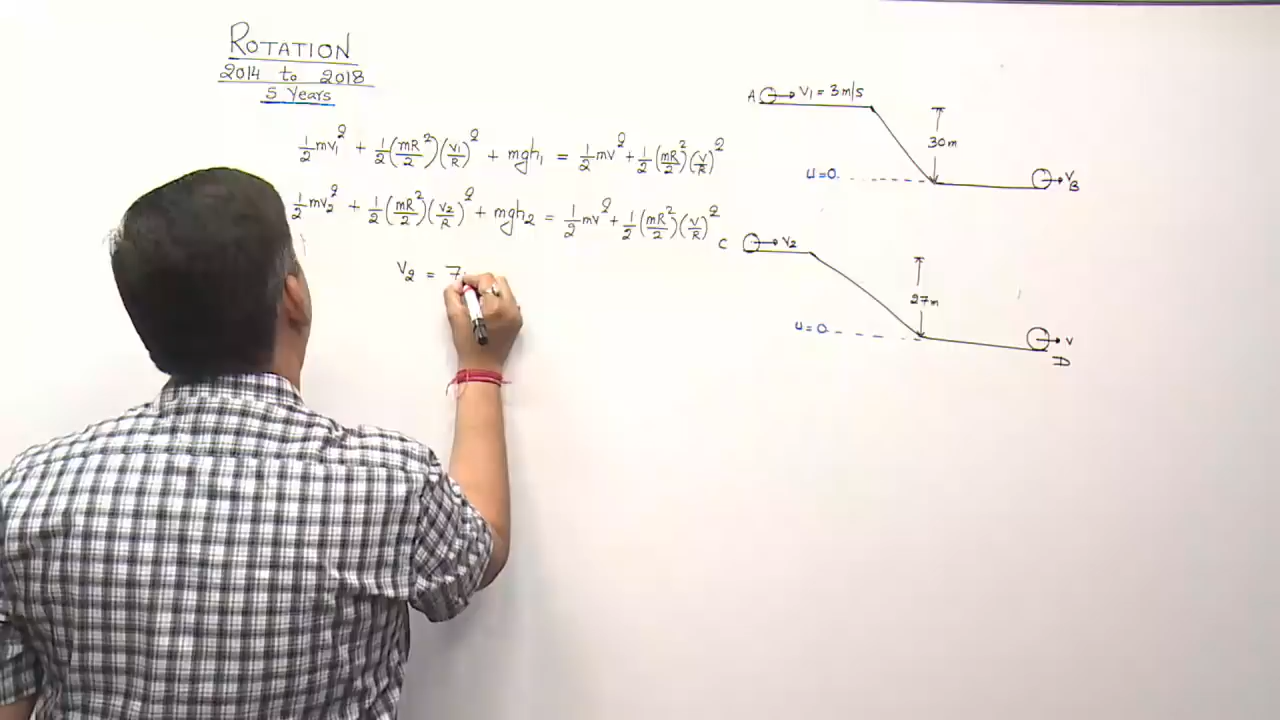 ROTATION
2014 to 2018
5 Years
½mv₁² + ½(mR²/2)(v₁/R)² + mgh₁ = ½mv² + ½(mR²/2)(v/R)²
½mv₂² + ½(mR²/2)(v₂/R)² + mgh₂ = ½mv² + ½(mR²/2)(v/R)²
v₂ = 7
A v₁ = 3 m/s
30m
u=0
v
B
C v₂
27m
u=0
v
D